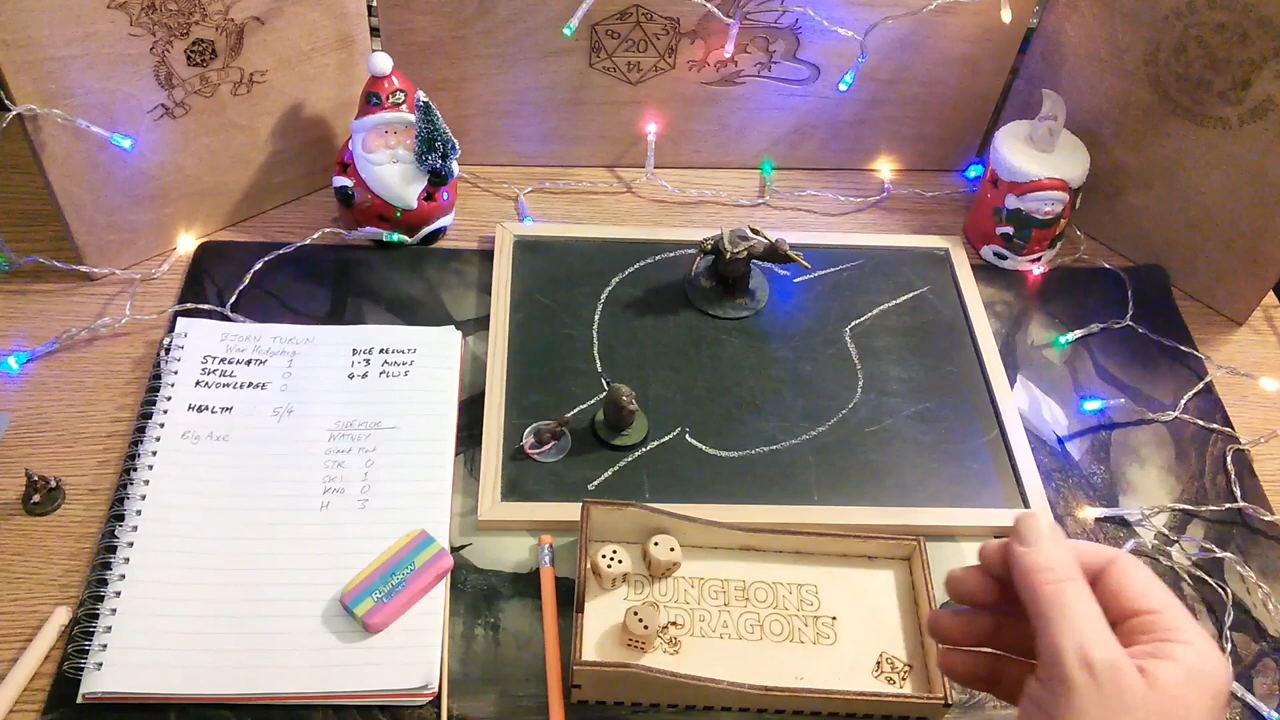 20
14
BJORN TURUN
War Hedgehog
STRENGTH 1
SKILL 0
KNOWLEDGE 0
HEALTH 5/4
Big Axe
DICE RESULTS
1-3 MINUS
4-6 PLUS
SIDEKICK
WATNEY
Giant Rat
STR 0
SKI 1
KNO 0
H 3
Rainbow
DUNGEONS
DRAGONS